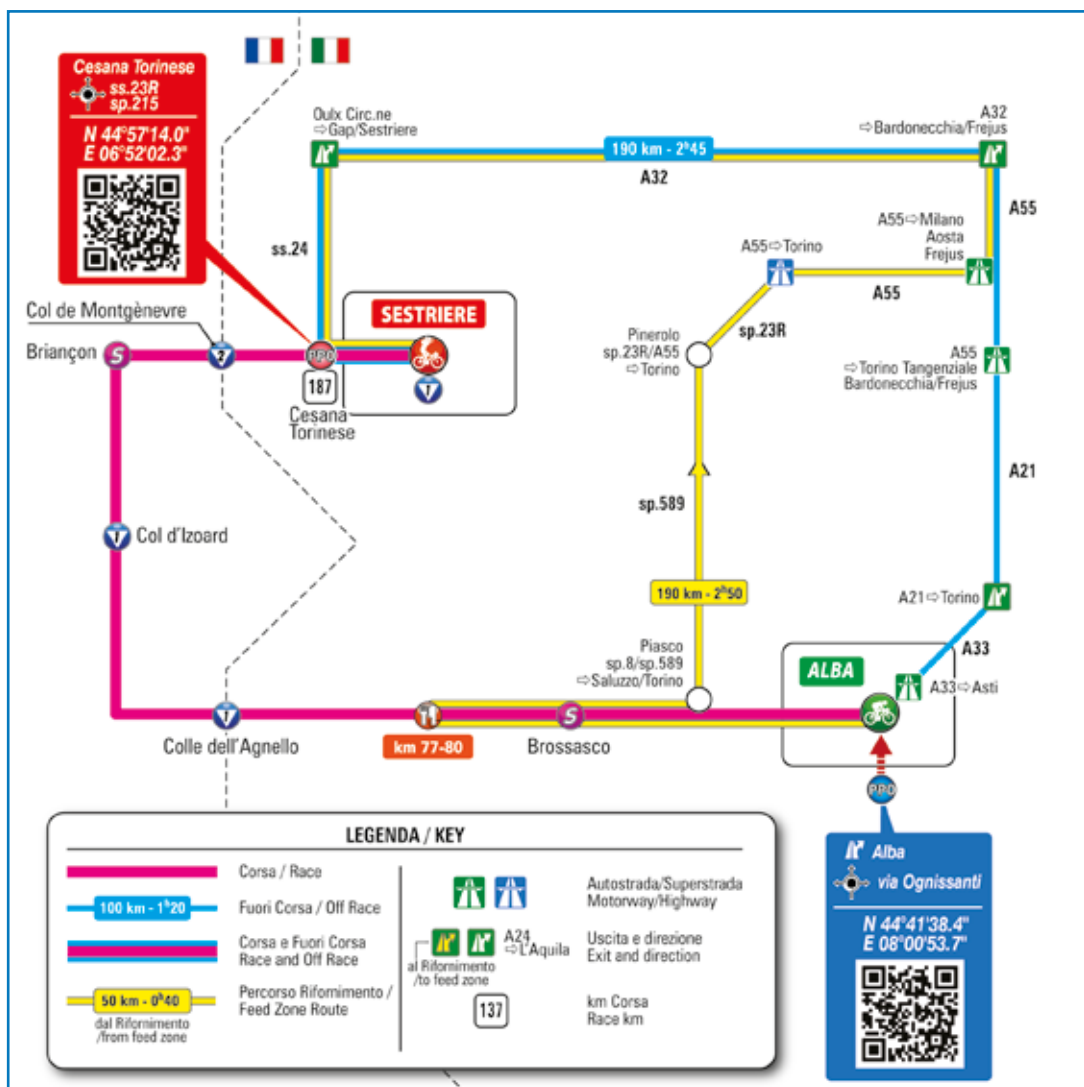 Cesana Torinese
ss.23R
sp.215
N 44°57'14.0"
E 06°52'02.3"
Oulx Circ.ne
⇨Gap/Sestriere
190 km - 2ʰ45
A32
A32
⇨Bardonecchia/Frejus
A55
ss.24
A55⇨Milano
Aosta
Frejus
A55⇨Torino
A55
sp.23R
Col de Montgènevre
Briançon
S
2
PPO
187
Cesana
Torinese
SESTRIERE
1
Pinerolo
sp.23R/A55
⇨Torino
A55
⇨Torino Tangenziale
Bardonecchia/Frejus
A21
sp.589
1
Col d'Izoard
190 km - 2ʰ50
A21⇨Torino
A33
Piasco
sp.8/sp.589
⇨Saluzzo/Torino
ALBA
A33⇨Asti
1
Colle dell'Agnello
km 77-80
S
Brossasco
PPO
Alba
via Ognissanti
N 44°41'38.4"
E 08°00'53.7"
LEGENDA / KEY
Corsa / Race
100 km - 1ʰ20
Fuori Corsa / Off Race
Corsa e Fuori Corsa
Race and Off Race
50 km - 0ʰ40
Percorso Rifornimento /
Feed Zone Route
dal Rifornimento
/from feed zone
Autostrada/Superstrada
Motorway/Highway
A24
⇨L'Aquila
Uscita e direzione
Exit and direction
al Rifornimento
/to feed zone
137
km Corsa
Race km